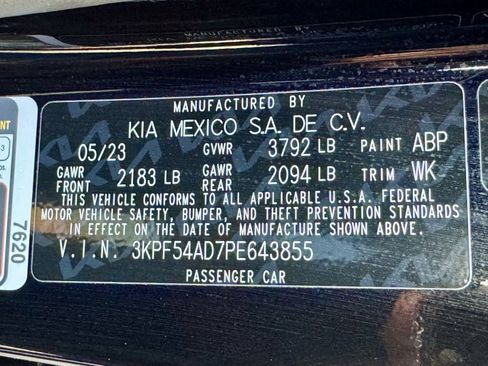 MANUFACTURED BY
KIA MEXICO S.A. DE C.V.
05/23 GVWR 3792 LB PAINT ABP
GAWR FRONT 2183 LB GAWR REAR 2094 LB TRIM WK
THIS VEHICLE CONFORMS TO ALL APPLICABLE U.S.A. FEDERAL
MOTOR VEHICLE SAFETY, BUMPER, AND THEFT PREVENTION STANDARDS
IN EFFECT ON THE DATE OF MANUFACTURE SHOWN ABOVE.
V.I.N. 3KPF54AD7PE643855
PASSENGER CAR
7620